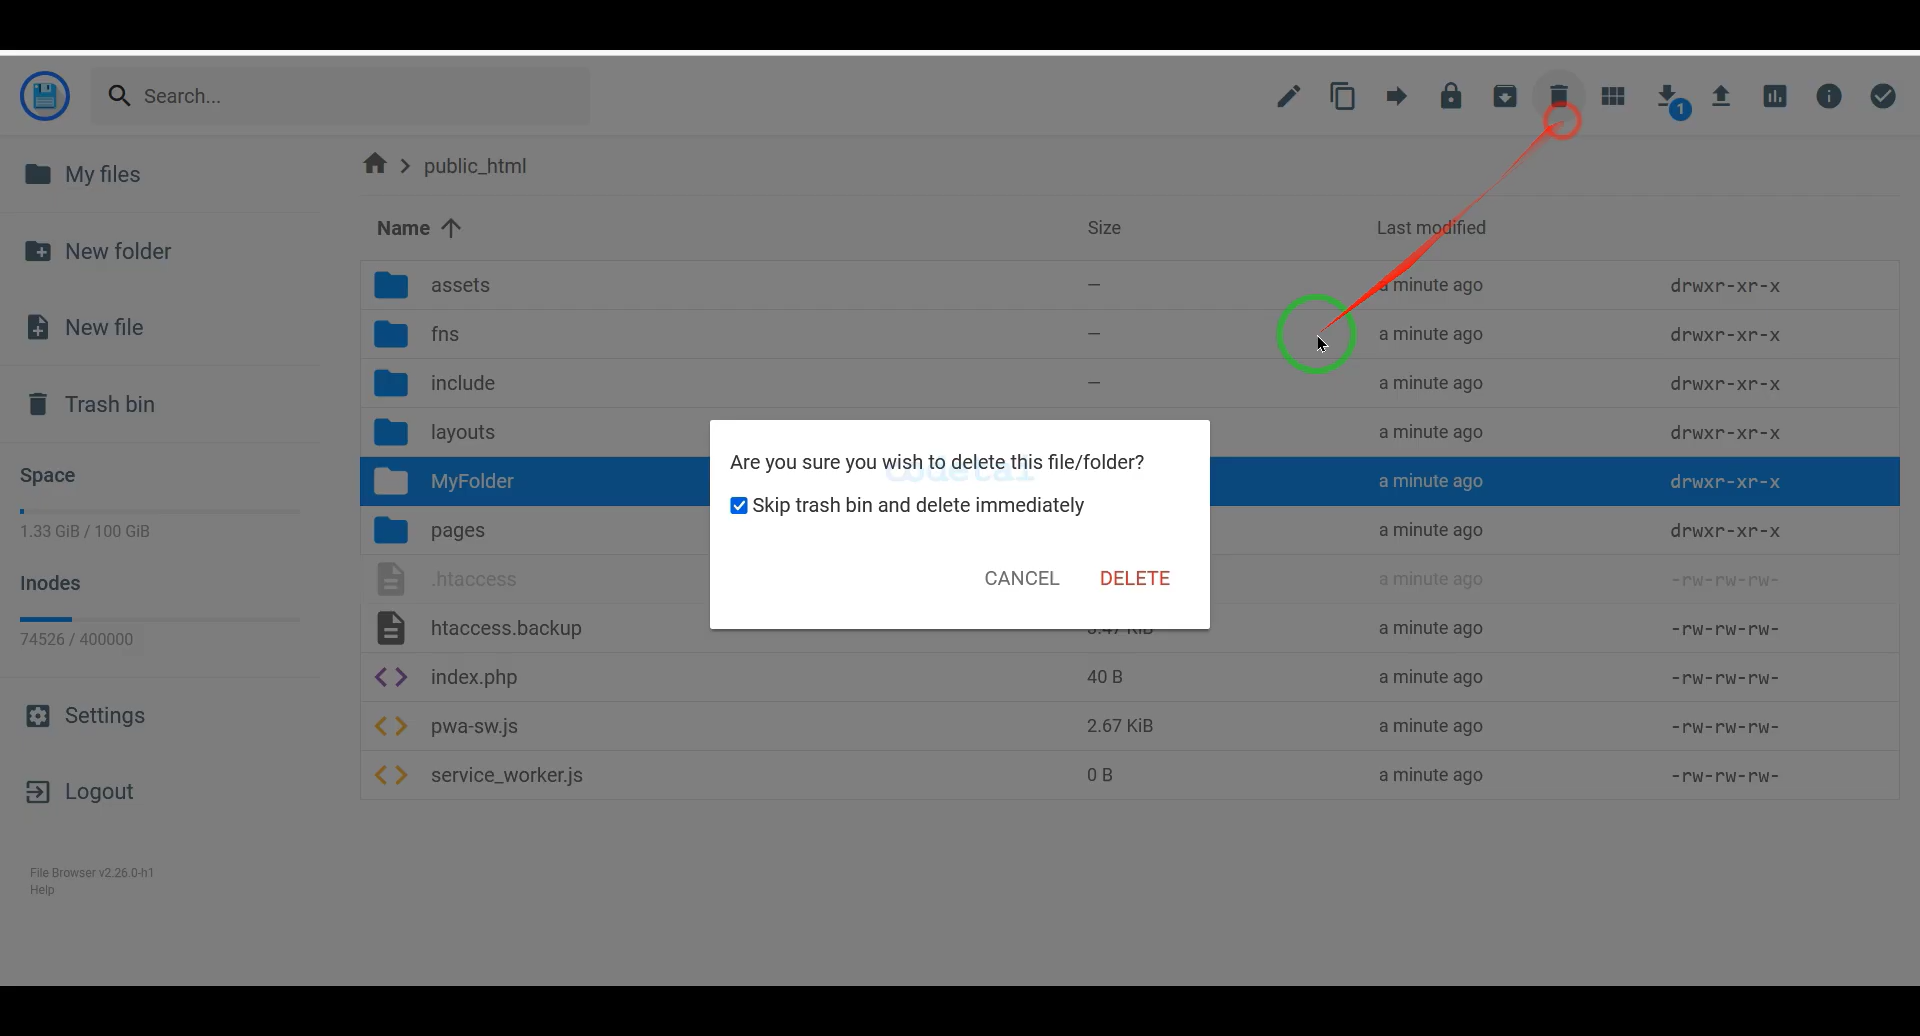 Search...
1
My files
New folder
New file
Trash bin
Space
1.33 GiB / 100 GiB
Inodes
74526 / 400000
Settings
Logout
File Browser v2.26.0-h1
Help
public_html
Name Size Last modified
assets — a minute ago drwxr-xr-x
fns — a minute ago drwxr-xr-x
include — a minute ago drwxr-xr-x
layouts a minute ago drwxr-xr-x
MyFolder a minute ago drwxr-xr-x
pages a minute ago drwxr-xr-x
.htaccess a minute ago -rw-rw-rw-
htaccess.backup a minute ago -rw-rw-rw-
index.php 40 B a minute ago -rw-rw-rw-
pwa-sw.js 2.67 KiB a minute ago -rw-rw-rw-
service_worker.js 0 B a minute ago -rw-rw-rw-
Are you sure you wish to delete this file/folder?
Skip trash bin and delete immediately
CANCEL DELETE